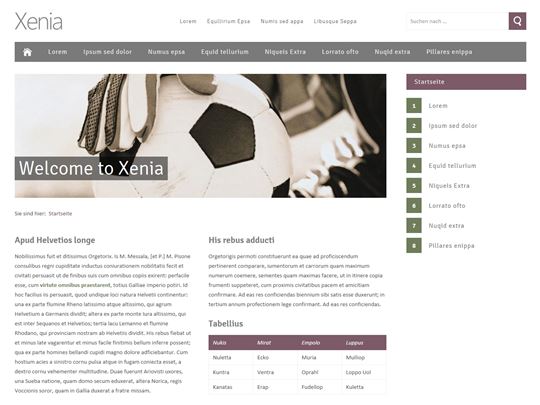 Xenia
Lorem Equilirium Epsa Numis sed appa Libusque Seppa
Suchen nach ...
Lorem Ipsum sed dolor Numus epsa Equid tellurium Niqueis Extra Lorrato ofto Nuqid extra Pillares enippa
Welcome to Xenia
Startseite
1 Lorem
2 Ipsum sed dolor
3 Numus epsa
4 Equid tellurium
5 Niqueis Extra
6 Lorrato ofto
7 Nuqid extra
8 Pillares enippa
Sie sind hier: Startseite
Apud Helvetios longe
Nobilissimus fuit et ditissimus Orgetorix. Is M. Messala, [et P.] M. Pisone
consulibus regni cupiditate inductus coniurationem nobilitatis fecit et
civitati persuasit ut de finibus suis cum omnibus copiis exirent: perfacile
esse, cum virtute omnibus praestarent, totius Galliae imperio potiri. Id
hoc facilius iis persuasit, quod undique loci natura Helvetii continentur:
una ex parte flumine Rheno latissimo atque altissimo, qui agrum
Helvetium a Germanis dividit; altera ex parte monte Iura altissimo, qui
est inter Sequanos et Helvetios; tertia lacu Lemanno et flumine
Rhodano, qui provinciam nostram ab Helvetiis dividit. His rebus fiebat ut
et minus late vagarentur et minus facile finitimis bellum inferre possent;
qua ex parte homines bellandi cupidi magno dolore adficiebantur. Cum
hostium acies a sinistro cornu pulsa atque in fugam coniecta esset, a
dextro cornu vehementer multitudine. Duae fuerunt Ariovisti uxores,
una Sueba natione, quam domo secum eduxerat, altera Norica, regis
Voccionis soror, quam in Gallia duxerat a fratre missam.
His rebus adducti
Orgetorigis permoti constituerunt ea quae ad proficiscendum
pertinerent comparare, iumentorum et carrorum quam maximum
numerum coemere, sementes quam maximas facere, ut in itinere copia
frumenti suppeteret, cum proximis civitatibus pacem et amicitiam
confirmare. Ad eas res conficiendas biennium sibi satis esse duxerunt; in
tertium annum profectionem lege confirmant. Ad eas res conficiendas.
Tabellius
Nukis Mirat Empolo Luppus
Nuletta Ecko Muria Mulliop
Kuntra Ventra Oprahl Loppo Uol
Kanatas Erap Fudellop Kuletta